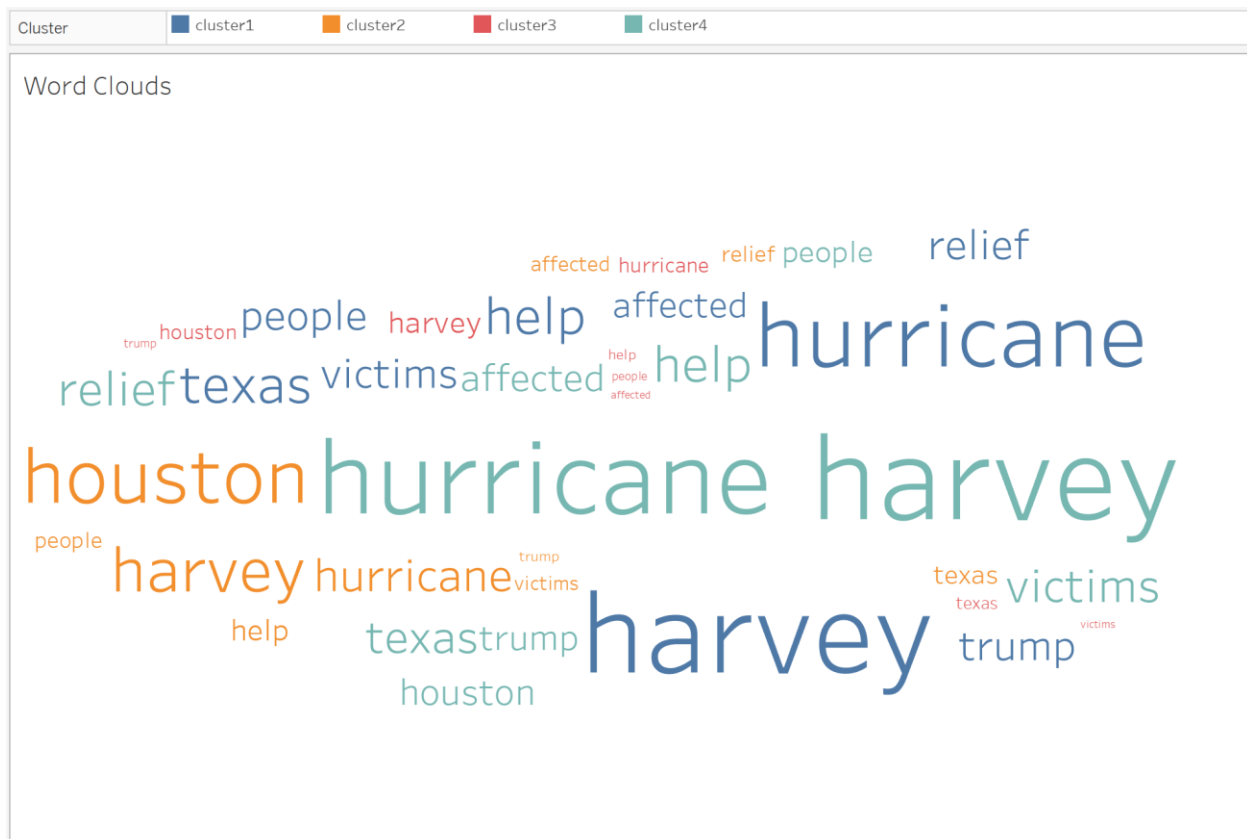 Cluster cluster1 cluster2 cluster3 cluster4
Word Clouds
relief
affected hurricane relief people
people harvey help affected hurricane
trump houston
relief texas victims affected help people affected help
houston hurricane harvey
people
harvey hurricane trump victims
texas texas victims
help texas trump harvey trump victims
houston